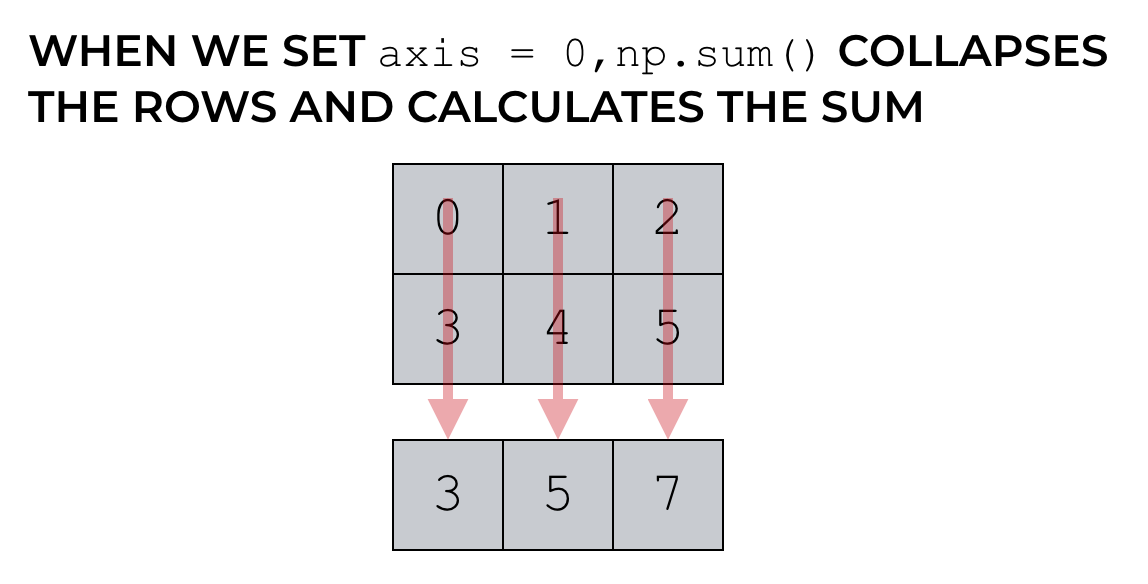 WHEN WE SET axis = 0,np.sum() COLLAPSES
THE ROWS AND CALCULATES THE SUM
0 1 2
3 4 5
3 5 7